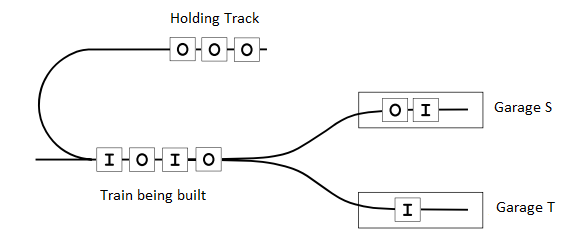 Holding Track
O O O
O I
Garage S
I O I O
Train being built
I
Garage T